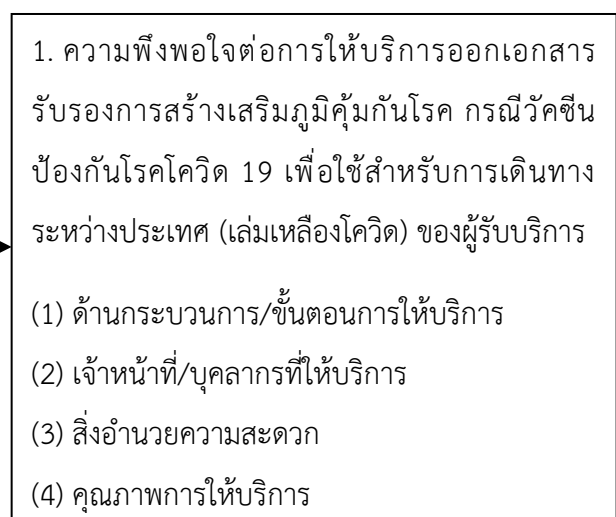 1. ความพึงพอใจต่อการให้บริการออกเอกสาร
รับรองการสร้างเสริมภูมิคุ้มกันโรค กรณีวัคซีน
ป้องกันโรคโควิด 19 เพื่อใช้สำหรับการเดินทาง
ระหว่างประเทศ (เล่มเหลืองโควิด) ของผู้รับบริการ
(1) ด้านกระบวนการ/ขั้นตอนการให้บริการ
(2) เจ้าหน้าที่/บุคลากรที่ให้บริการ
(3) สิ่งอำนวยความสะดวก
(4) คุณภาพการให้บริการ